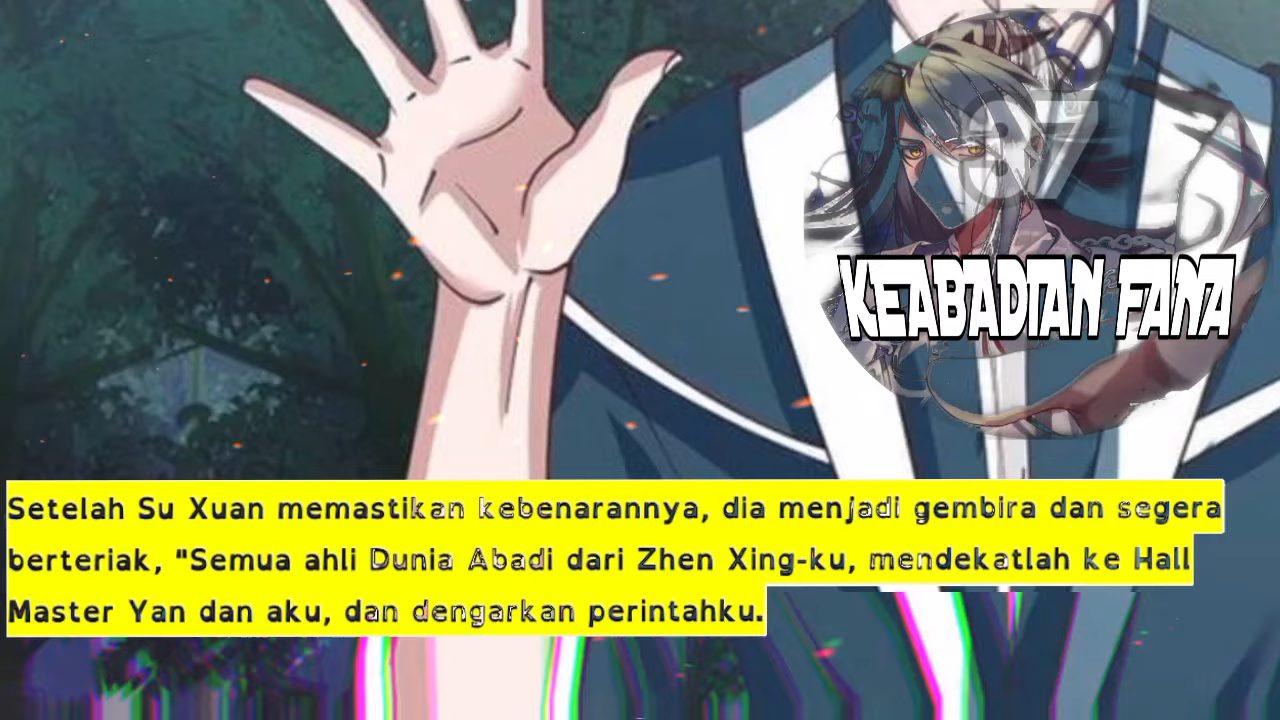 KEABADIAN FANA
Setelah Su Xuan memastikan kebenarannya, dia menjadi gembira dan segera
berteriak, "Semua ahli Dunia Abadi dari Zhen Xing-ku, mendekatlah ke Hall
Master Yan dan aku, dan dengarkan perintahku.